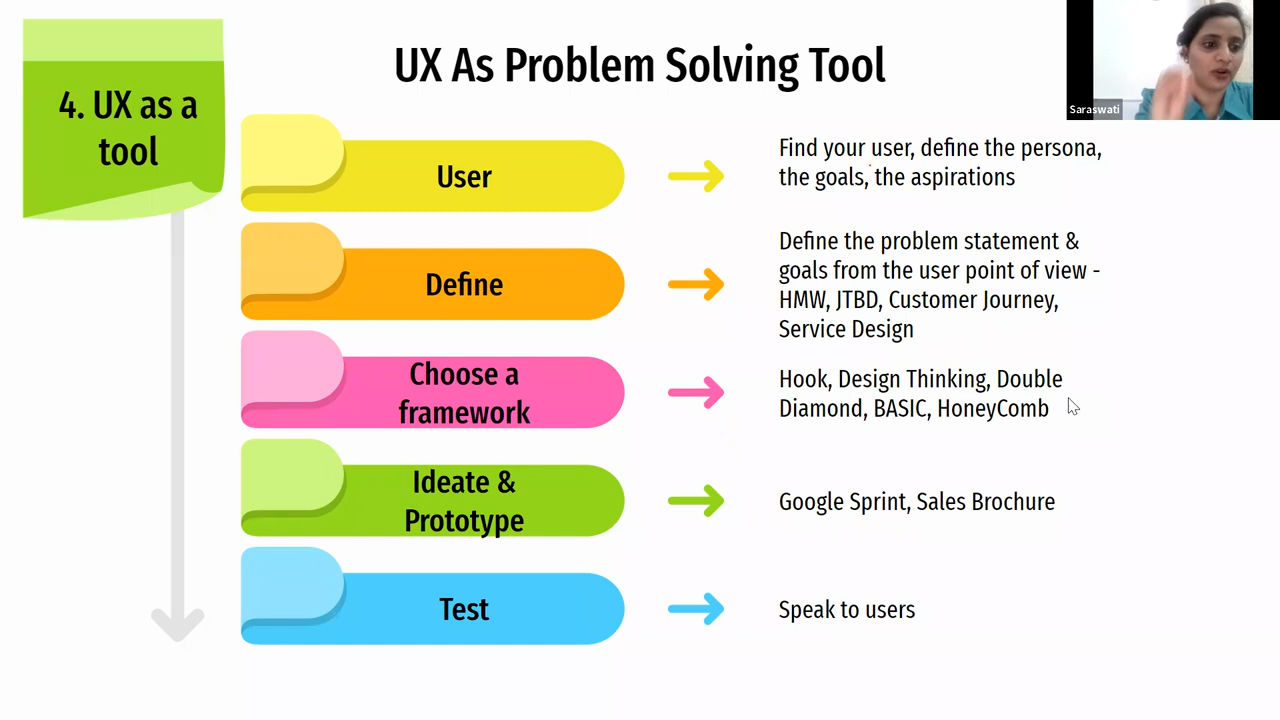 4. UX as a
tool
UX As Problem Solving Tool
Saraswati
User
Find your user, define the persona,
the goals, the aspirations
Define
Define the problem statement &
goals from the user point of view -
HMW, JTBD, Customer Journey,
Service Design
Choose a
framework
Hook, Design Thinking, Double
Diamond, BASIC, HoneyComb
Ideate &
Prototype
Google Sprint, Sales Brochure
Test
Speak to users